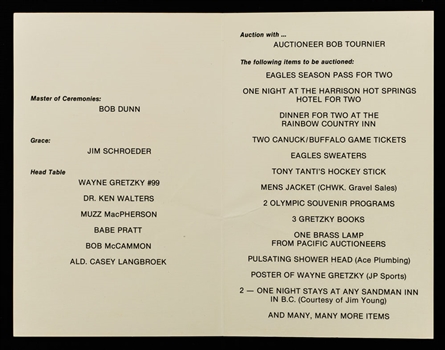 Master of Ceremonies:
BOB DUNN
Grace:
JIM SCHROEDER
Head Table
WAYNE GRETZKY #99
DR. KEN WALTERS
MUZZ MacPHERSON
BABE PRATT
BOB McCAMMON
ALD. CASEY LANGBROEK
Auction with ...
AUCTIONEER BOB TOURNIER
The following items to be auctioned:
EAGLES SEASON PASS FOR TWO
ONE NIGHT AT THE HARRISON HOT SPRINGS
HOTEL FOR TWO
DINNER FOR TWO AT THE
RAINBOW COUNTRY INN
TWO CANUCK/BUFFALO GAME TICKETS
EAGLES SWEATERS
TONY TANTI'S HOCKEY STICK
MENS JACKET (CHWK. Gravel Sales)
2 OLYMPIC SOUVENIR PROGRAMS
3 GRETZKY BOOKS
ONE BRASS LAMP
FROM PACIFIC AUCTIONEERS
PULSATING SHOWER HEAD (Ace Plumbing)
POSTER OF WAYNE GRETZKY (JP Sports)
2 — ONE NIGHT STAYS AT ANY SANDMAN INN
IN B.C. (Courtesy of Jim Young)
AND MANY, MANY MORE ITEMS